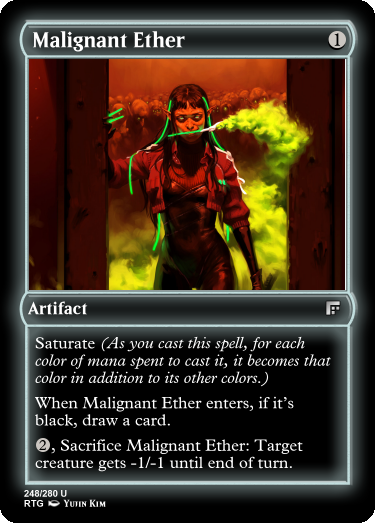 Malignant Ether 1
Artifact
Saturate (As you cast this spell, for each
color of mana spent to cast it, it becomes that
color in addition to its other colors.)
When Malignant Ether enters, if it's
black, draw a card.
2, Sacrifice Malignant Ether: Target
creature gets -1/-1 until end of turn.
248/280 U
RTG Yutin Kim